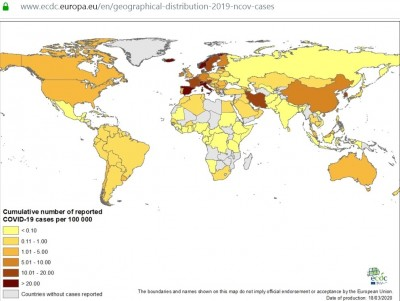 www.ecdc.europa.eu/en/geographical-distribution-2019-ncov-cases
Cumulative number of reported
COVID-19 cases per 100 000
< 0.10
0.11 - 1.00
1.01 - 5.00
5.01 - 10.00
10.01 - 20.00
> 20.00
Countries without cases reported
ecdc
The boundaries and names shown on this map do not imply official endorsement or acceptance by the European Union.
Date of production: 18/03/2020